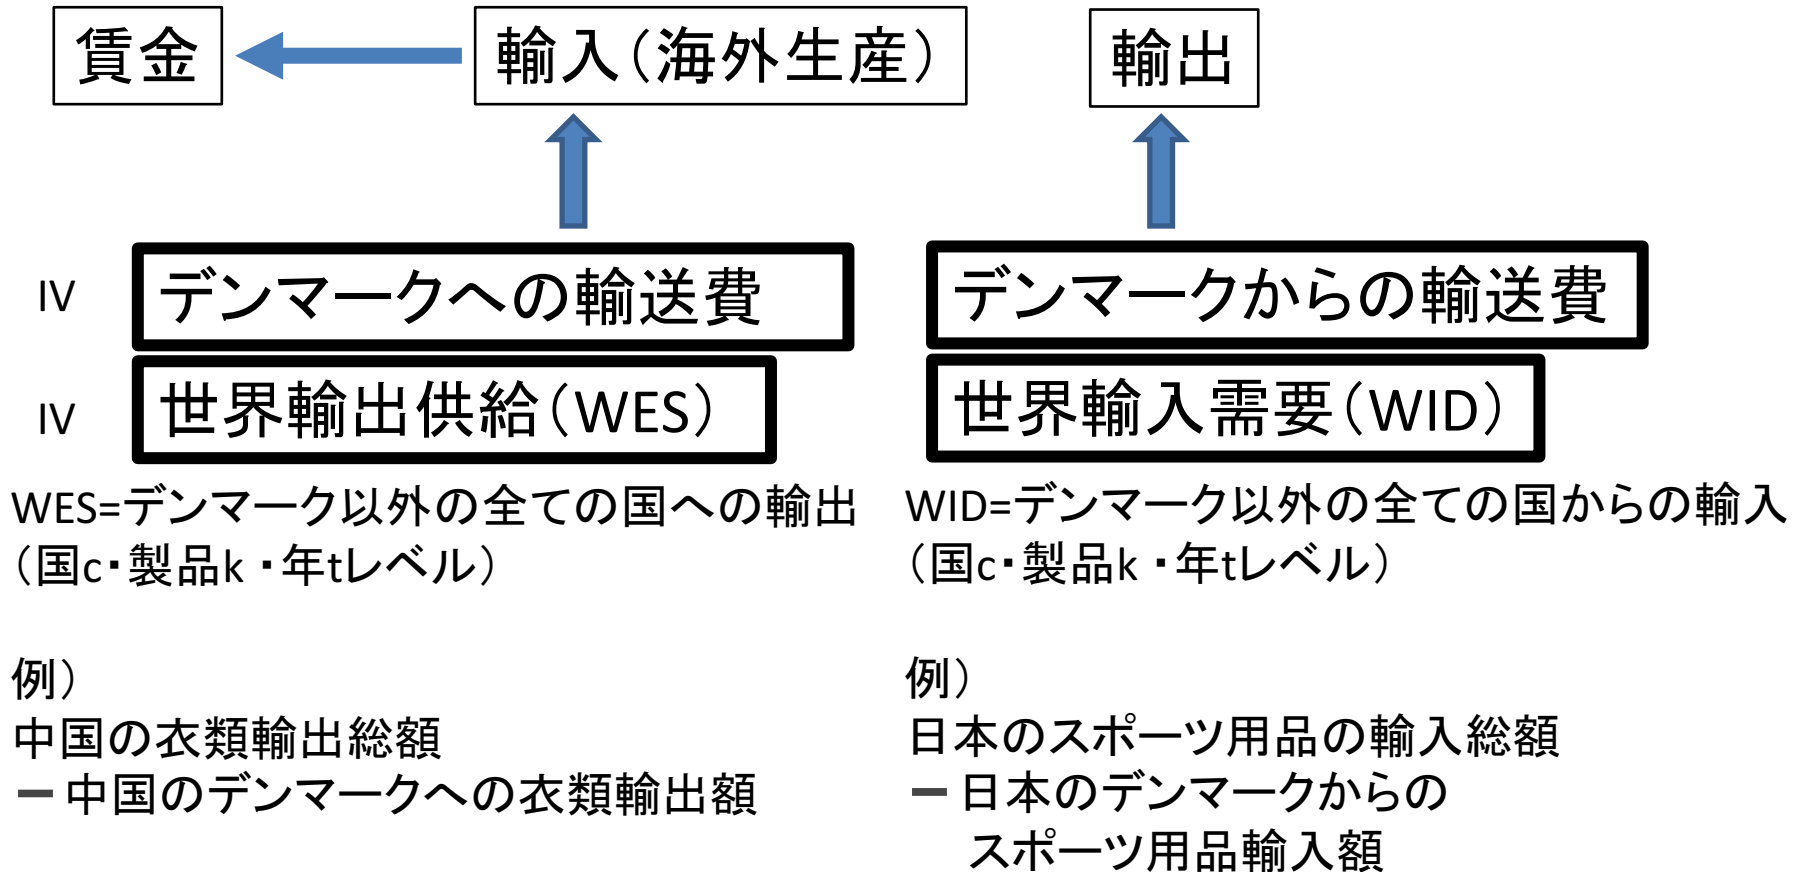 賃金
輸入（海外生産）
輸出
IV
デンマークへの輸送費
デンマークからの輸送費
IV
世界輸出供給（WES）
世界輸入需要（WID）
WES=デンマーク以外の全ての国への輸出
（国c・製品k ・年tレベル）
WID=デンマーク以外の全ての国からの輸入
（国c・製品k ・年tレベル）
例）
中国の衣類輸出総額
－中国のデンマークへの衣類輸出額
例）
日本のスポーツ用品の輸入総額
－日本のデンマークからの
スポーツ用品輸入額